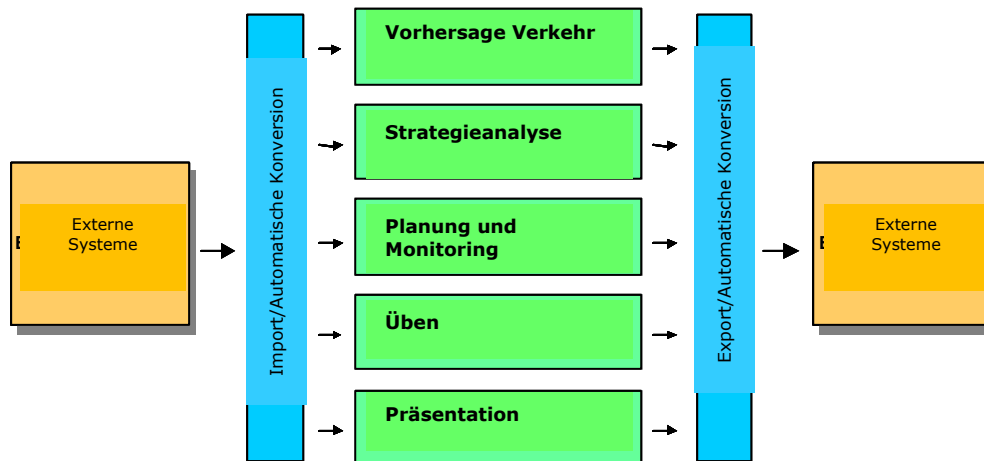 Externe
Systeme
Import/Automatische Konversion
Vorhersage Verkehr
Strategieanalyse
Planung und
Monitoring
Üben
Präsentation
Export/Automatische Konversion
Externe
Systeme